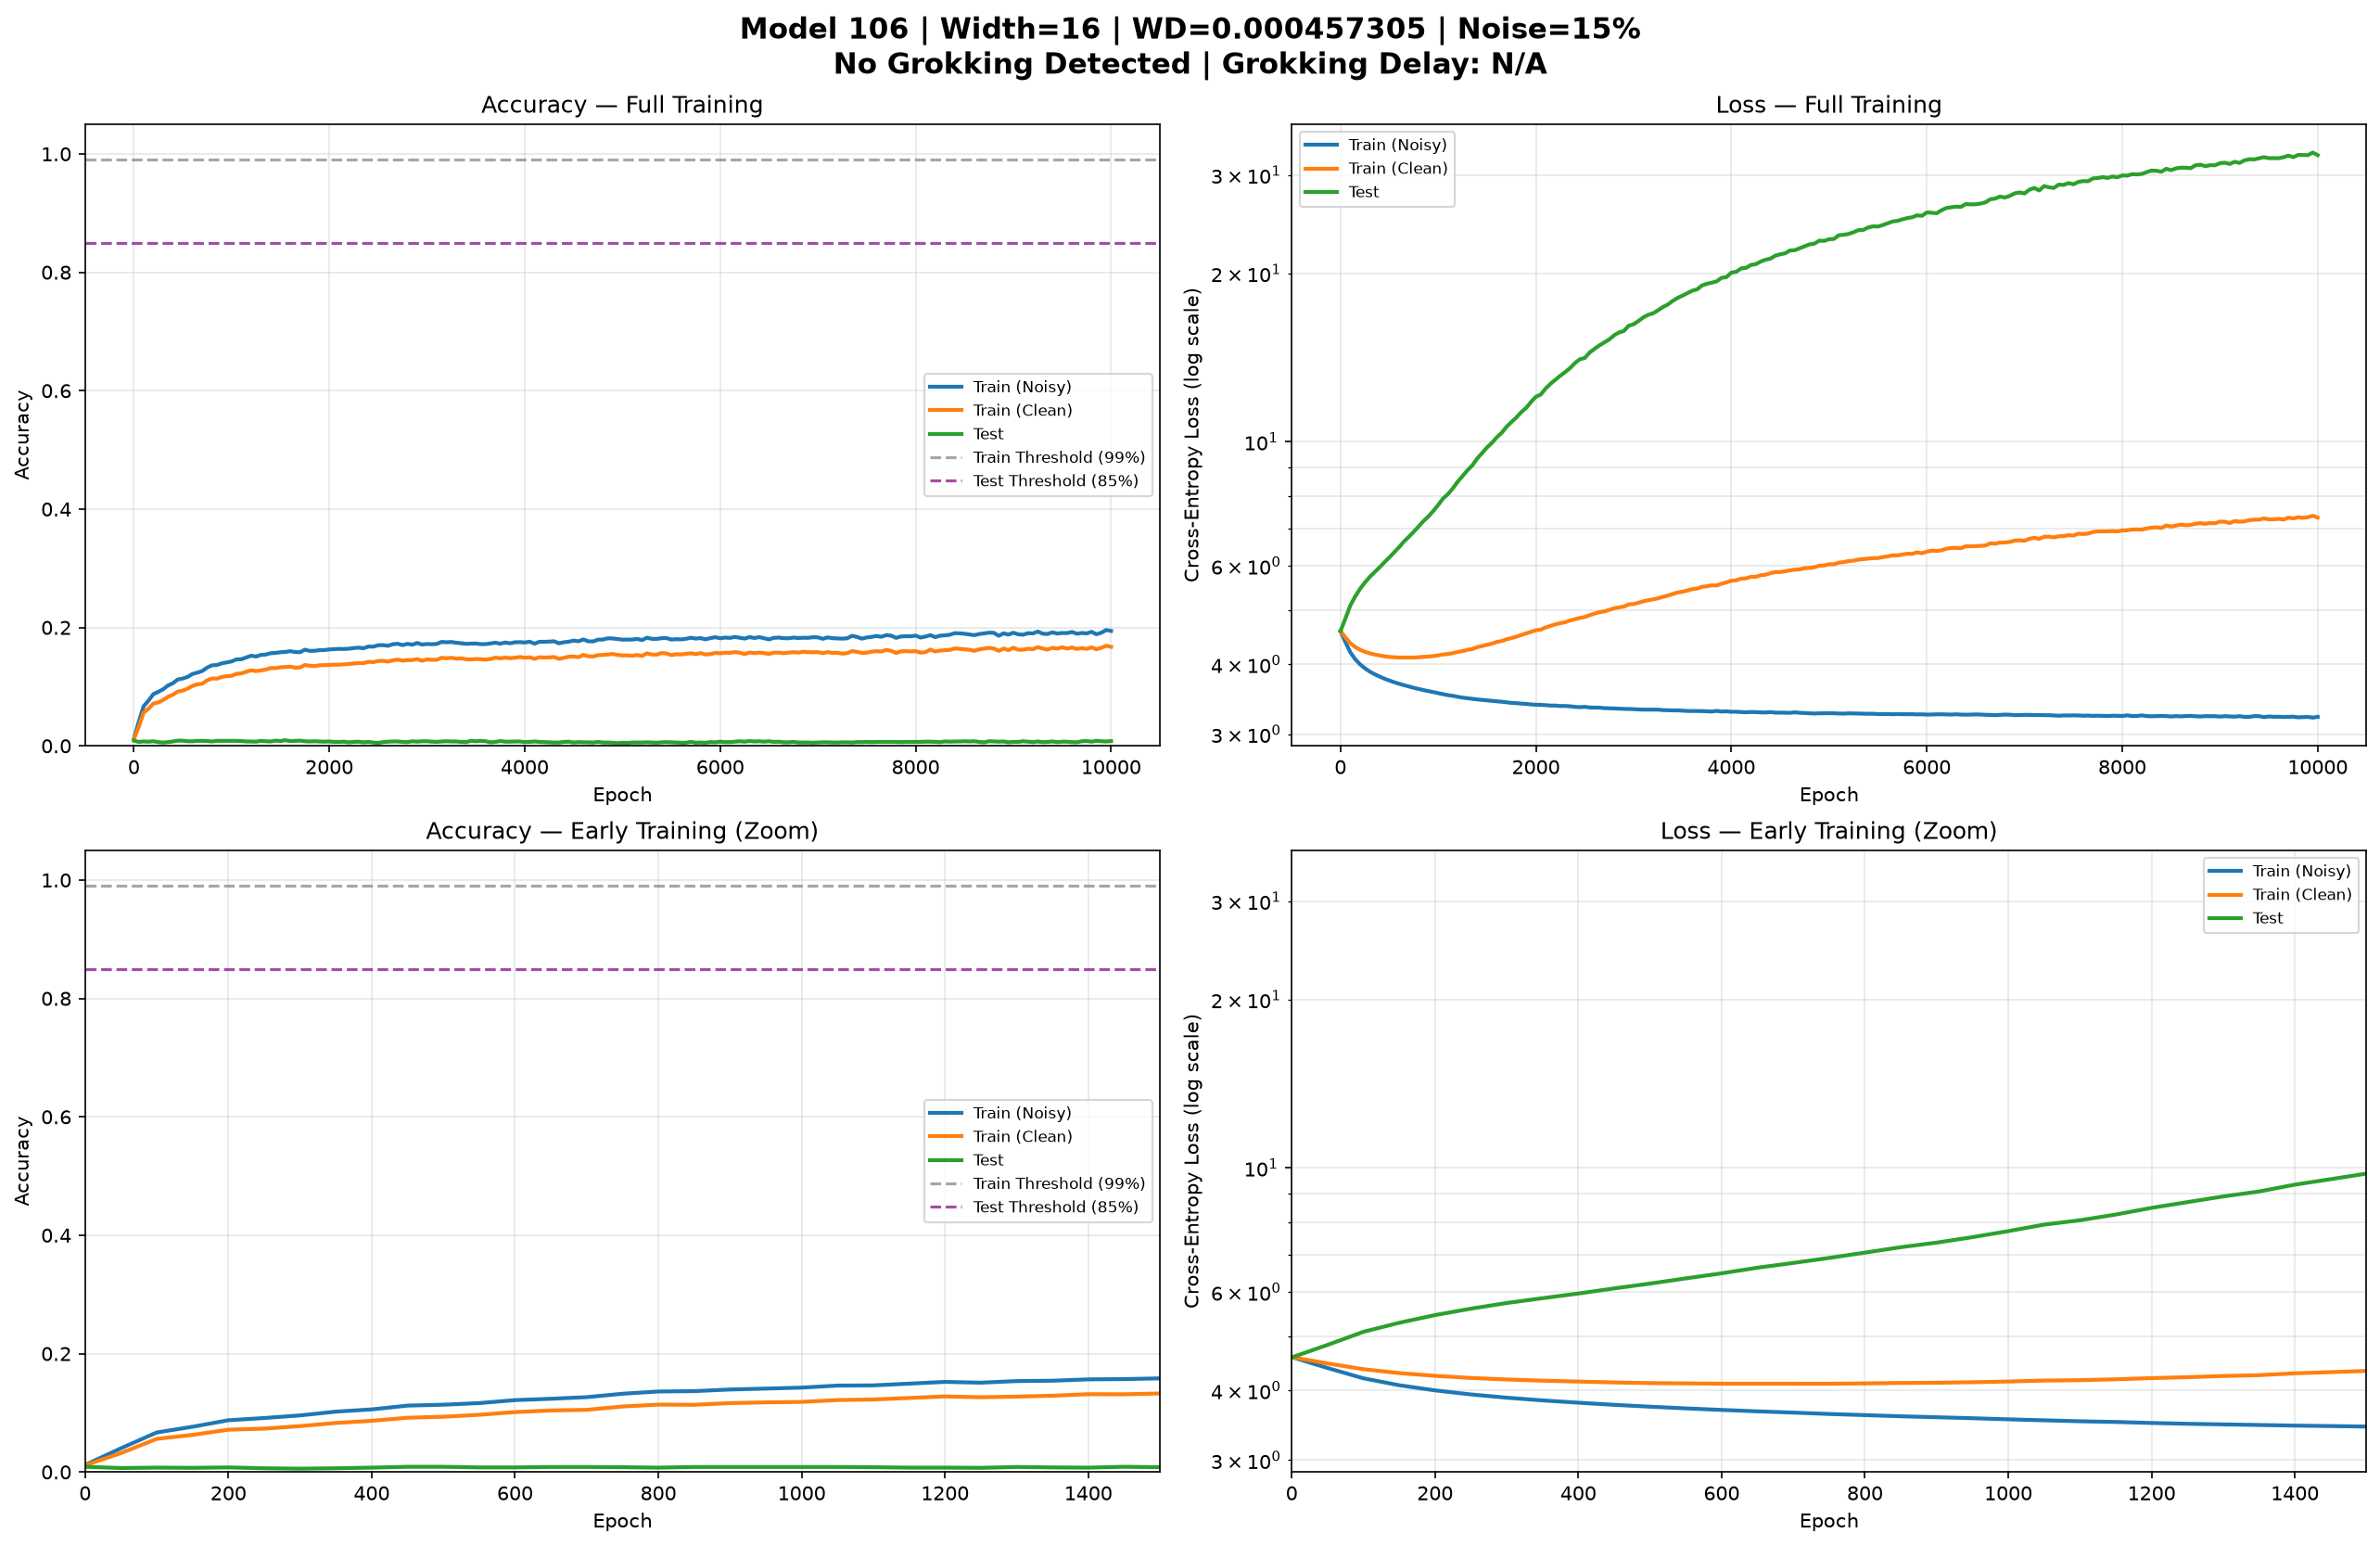 Model 106 | Width=16 | WD=0.000457305 | Noise=15%
No Grokking Detected | Grokking Delay: N/A
Accuracy — Full Training
Accuracy
1.0
0.8
0.6
0.4
0.2
0.0
Train (Noisy)
Train (Clean)
Test
Train Threshold (99%)
Test Threshold (85%)
0 2000 4000 6000 8000 10000
Epoch
Loss — Full Training
Cross-Entropy Loss (log scale)
Train (Noisy)
Train (Clean)
Test
3 × 10¹
2 × 10¹
10¹
6 × 10⁰
4 × 10⁰
3 × 10⁰
0 2000 4000 6000 8000 10000
Epoch
Accuracy — Early Training (Zoom)
Accuracy
1.0
0.8
0.6
0.4
0.2
0.0
Train (Noisy)
Train (Clean)
Test
Train Threshold (99%)
Test Threshold (85%)
0 200 400 600 800 1000 1200 1400
Epoch
Loss — Early Training (Zoom)
Cross-Entropy Loss (log scale)
Train (Noisy)
Train (Clean)
Test
3 × 10¹
2 × 10¹
10¹
6 × 10⁰
4 × 10⁰
3 × 10⁰
0 200 400 600 800 1000 1200 1400
Epoch